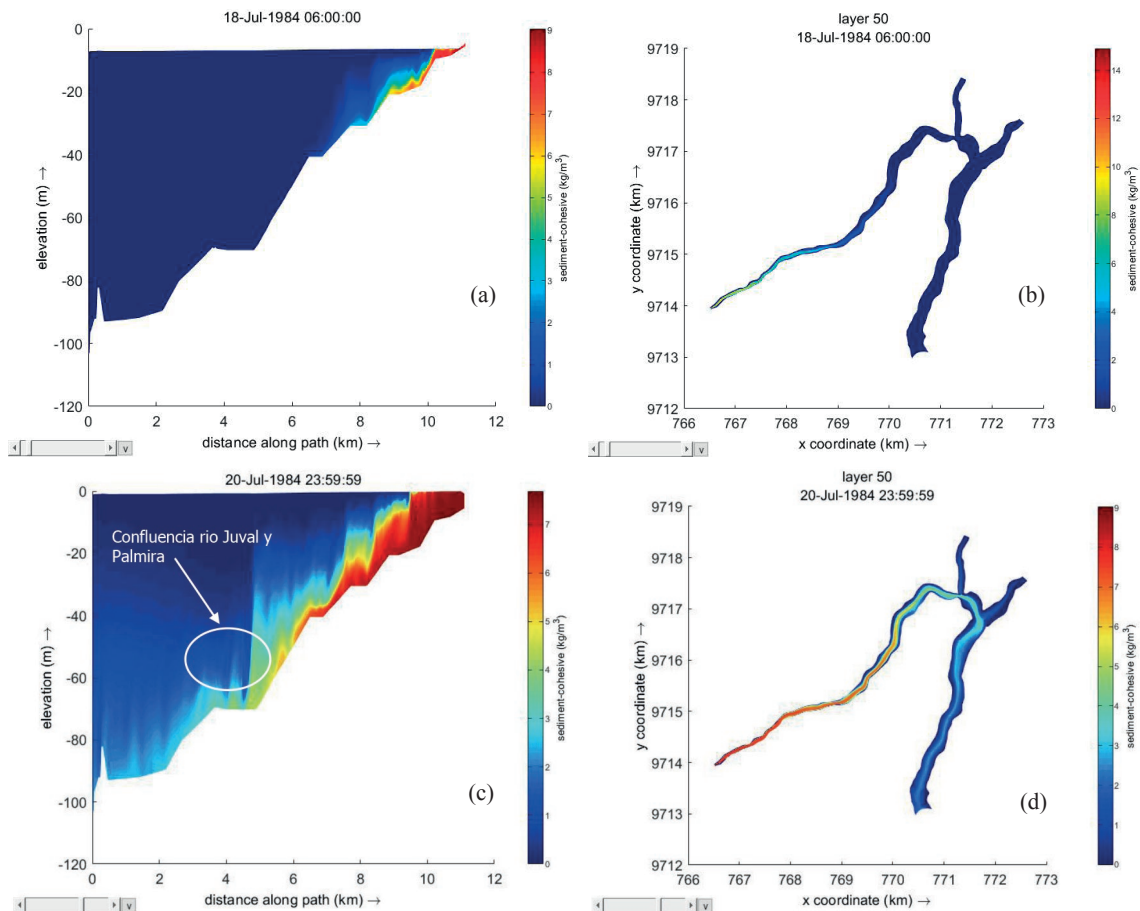 18-Jul-1984 06:00:00
0
-20
-40
-60
-80
-100
-120
elevation (m) →
0 2 4 6 8 10 12
distance along path (km) →
9
8
7
6
5
4
3
2
1
0
sediment-cohesive (kg/m³)
(a)
v
layer 50
18-Jul-1984 06:00:00
9719
9718
9717
9716
9715
9714
9713
9712
y coordinate (km) →
766 767 768 769 770 771 772 773
x coordinate (km) →
14
12
10
8
6
4
2
0
sediment-cohesive (kg/m³)
(b)
v
20-Jul-1984 23:59:59
0
-20
-40
-60
-80
-100
-120
elevation (m) →
Confluencia rio Juval y
Palmira
0 2 4 6 8 10 12
distance along path (km) →
7
6
5
4
3
2
1
0
sediment-cohesive (kg/m³)
(c)
v
layer 50
20-Jul-1984 23:59:59
9719
9718
9717
9716
9715
9714
9713
9712
y coordinate (km) →
766 767 768 769 770 771 772 773
x coordinate (km) →
9
8
7
6
5
4
3
2
1
0
sediment-cohesive (kg/m³)
(d)
v